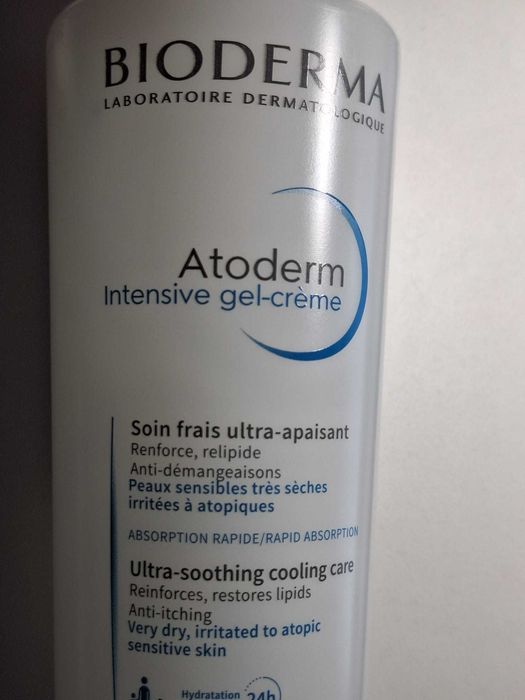 BIODERMA
LABORATOIRE DERMATOLOGIQUE
Atoderm
Intensive gel-crème
Soin frais ultra-apaisant
Renforce, relipide
Anti-démangeaisons
Peaux sensibles très sèches
irritées à atopiques
ABSORPTION RAPIDE/RAPID ABSORPTION
Ultra-soothing cooling care
Reinforces, restores lipids
Anti-itching
Very dry, irritated to atopic
sensitive skin
Hydratation 24h